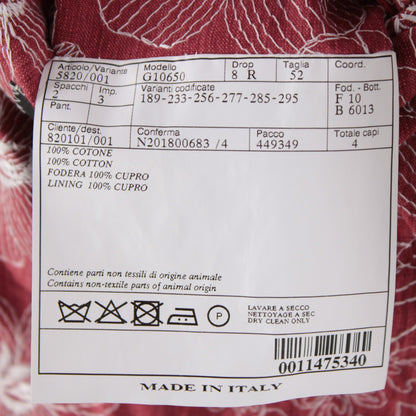 Articolo/Variante Modello Drop Taglia Coord.
5820/001 G10650 8 R 52
Spacchi Imp. Varianti codificate Fod. - Bott.
2 3 189-233-256-277-285-295 F 10
Pant. B 6013
Cliente/dest. Conferma Pacco Totale capi
820101/001 N201800683 /4 449349 4
100% COTONE
100% COTTON
FODERA 100% CUPRO
LINING 100% CUPRO
Contiene parti non tessili di origine animale
Contains non-textile parts of animal origin
P
LAVARE A SECCO
NETTOYAGE A SEC
DRY CLEAN ONLY
0011475340
MADE IN ITALY